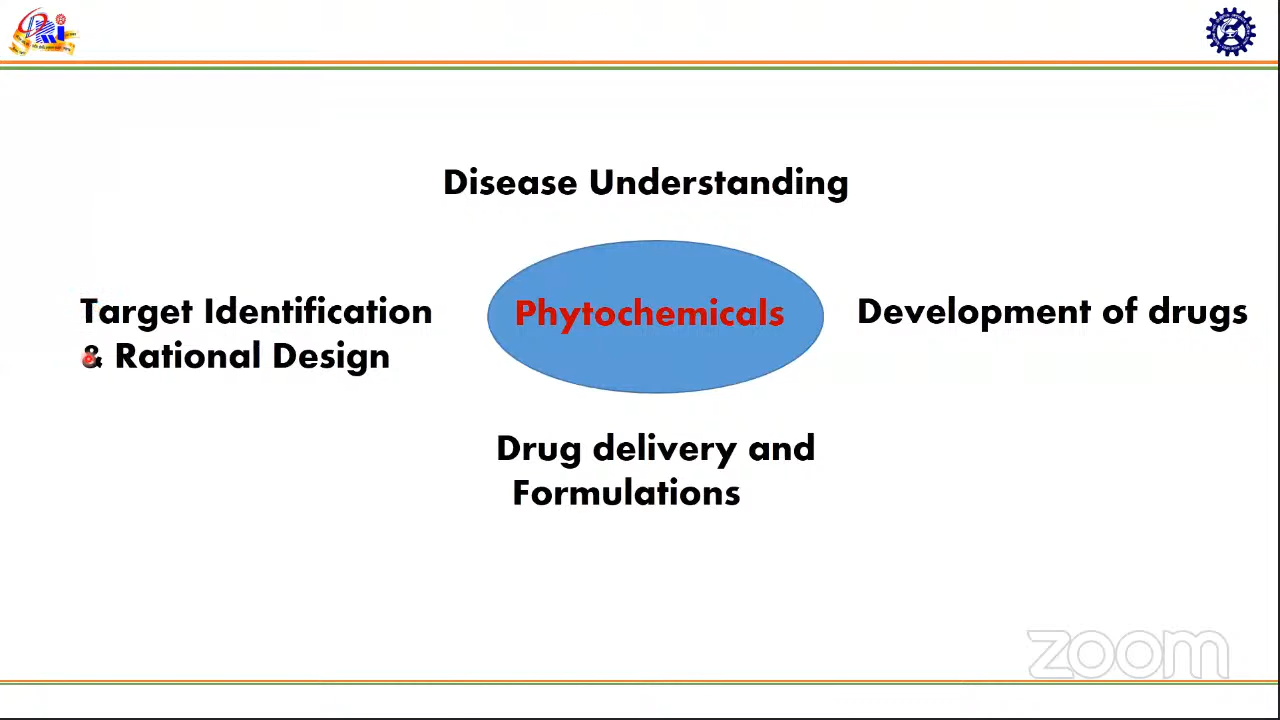 Disease Understanding
Target Identification
& Rational Design
Phytochemicals
Development of drugs
Drug delivery and
Formulations
zoom